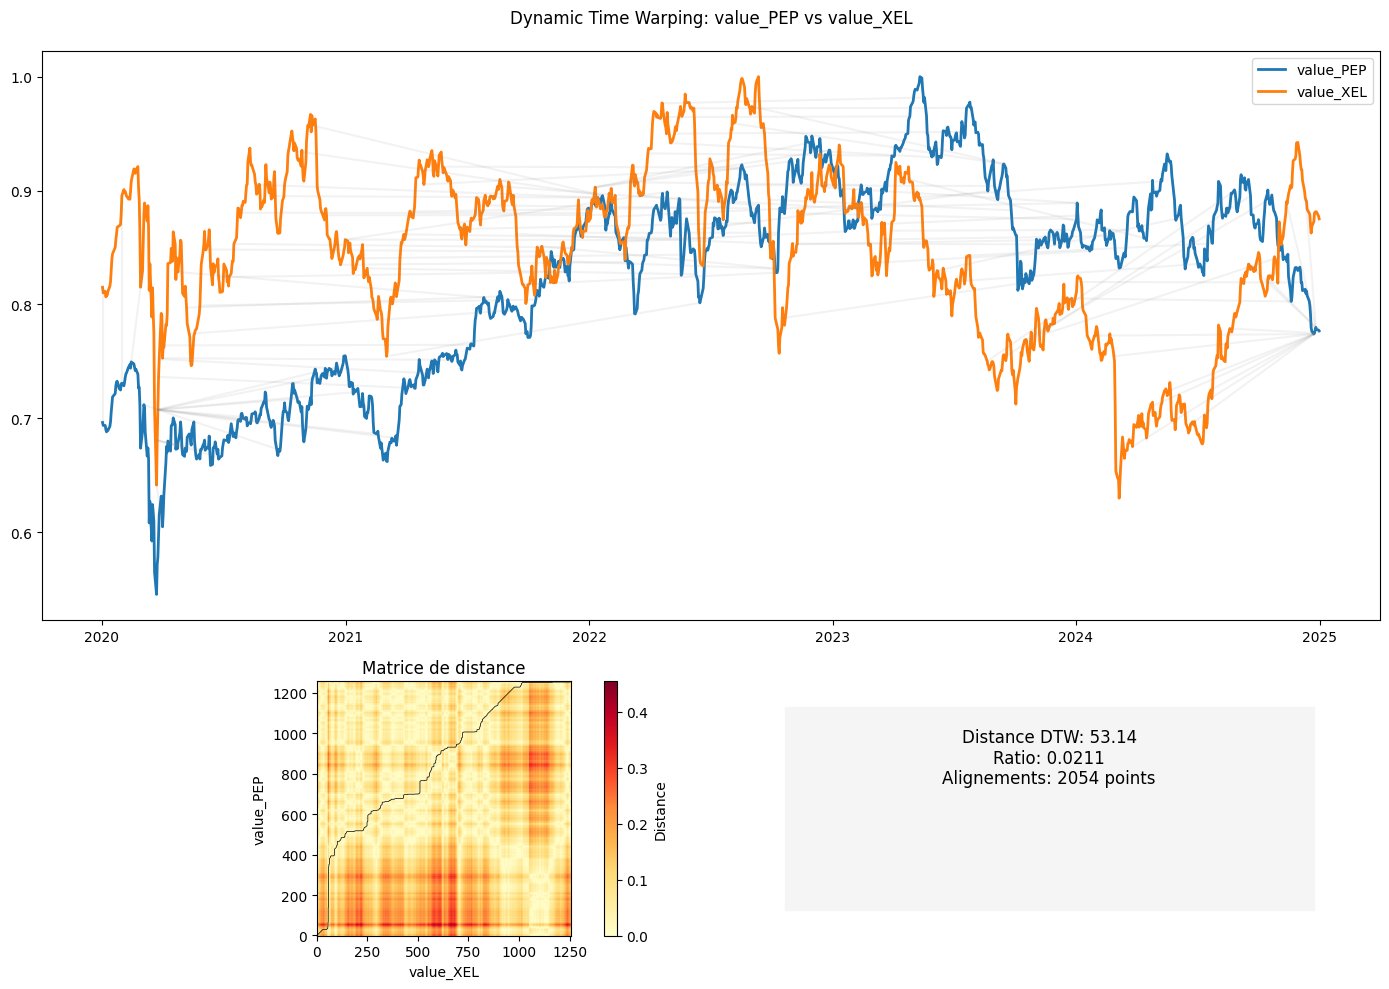 Dynamic Time Warping: value_PEP vs value_XEL
value_PEP
value_XEL
1.0
0.9
0.8
0.7
0.6
2020
2021
2022
2023
2024
2025
Matrice de distance
1200
1000
800
600
400
200
0
value_PEP
0
250
500
750
1000
1250
value_XEL
0.4
0.3
0.2
0.1
0.0
Distance
Distance DTW: 53.14
Ratio: 0.0211
Alignements: 2054 points